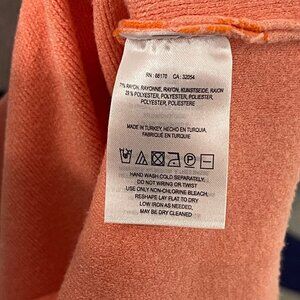 RN: 66170 CA: 32054
77% RAYON, RAYONNE, RAYON, KUNSTSEIDE, RAION
23 % POLYESTER, POLYESTER, POLYESTER
POLYESTER, POLIESTERE
MADE IN TURKEY, HECHO EN TURQUIA,
FABRIQUÉ EN TURQUIE
P
HAND WASH COLD SEPARATELY,
DO NOT WRING OR TWIST
USE ONLY NON-CHLORINE BLEACH,
RESHAPE, LAY FLAT TO DRY
LOW IRON AS NEEDED,
MAY BE DRY CLEANED